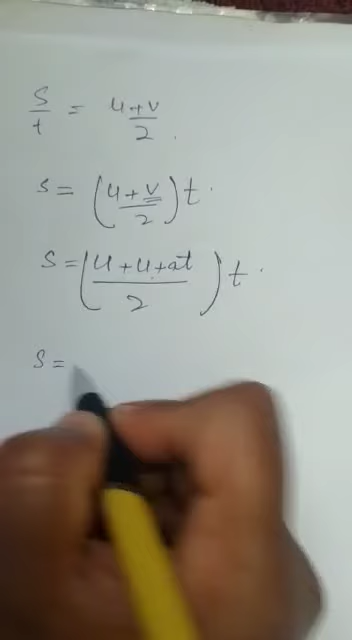 s/t = u+v/2.
s = (u+v/2)t.
s = (u+u+at/2)t.
s =